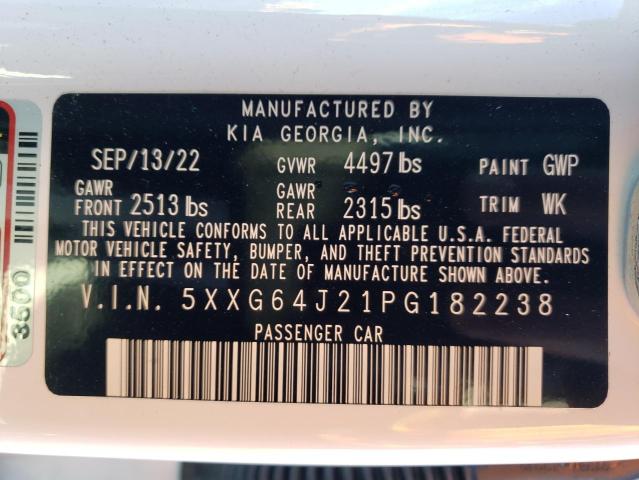 MANUFACTURED BY
KIA GEORGIA, INC.
SEP/13/22 GVWR 4497 lbs PAINT GWP
GAWR FRONT 2513 lbs GAWR REAR 2315 lbs TRIM WK
THIS VEHICLE CONFORMS TO ALL APPLICABLE U.S.A. FEDERAL
MOTOR VEHICLE SAFETY, BUMPER, AND THEFT PREVENTION STANDARDS
IN EFFECT ON THE DATE OF MANUFACTURE SHOWN ABOVE.
V.I.N. 5XXG64J21PG182238
PASSENGER CAR
3500